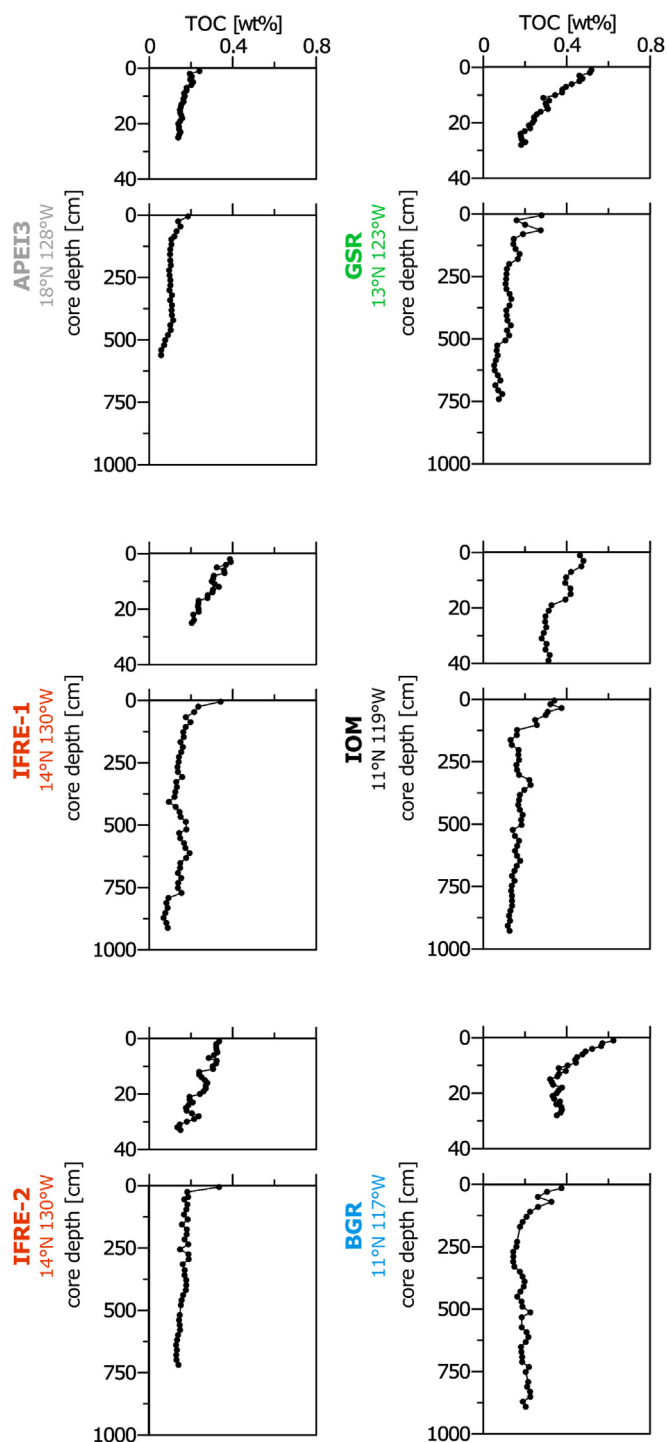 TOC [wt%]
0 0.4 0.8
TOC [wt%]
0 0.4 0.8
0
20
40
0
250
500
750
1000
core depth [cm]
APEI3
18°N 128°W
0
20
40
0
250
500
750
1000
core depth [cm]
GSR
13°N 123°W
0
20
40
0
250
500
750
1000
core depth [cm]
IFRE-1
14°N 130°W
0
20
40
0
250
500
750
1000
core depth [cm]
IOM
11°N 119°W
0
20
40
0
250
500
750
1000
core depth [cm]
IFRE-2
14°N 130°W
0
20
40
0
250
500
750
1000
core depth [cm]
BGR
11°N 117°W